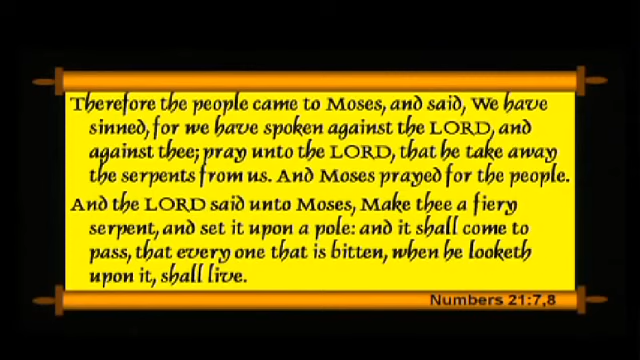 Therefore the people came to Moses, and said, We have
sinned, for we have spoken against the LORD, and
against thee; pray unto the LORD, that he take away
the serpents from us. And Moses prayed for the people.
And the LORD said unto Moses, Make thee a fiery
serpent, and set it upon a pole: and it shall come to
pass, that every one that is bitten, when he looketh
upon it, shall live.
Numbers 21:7,8